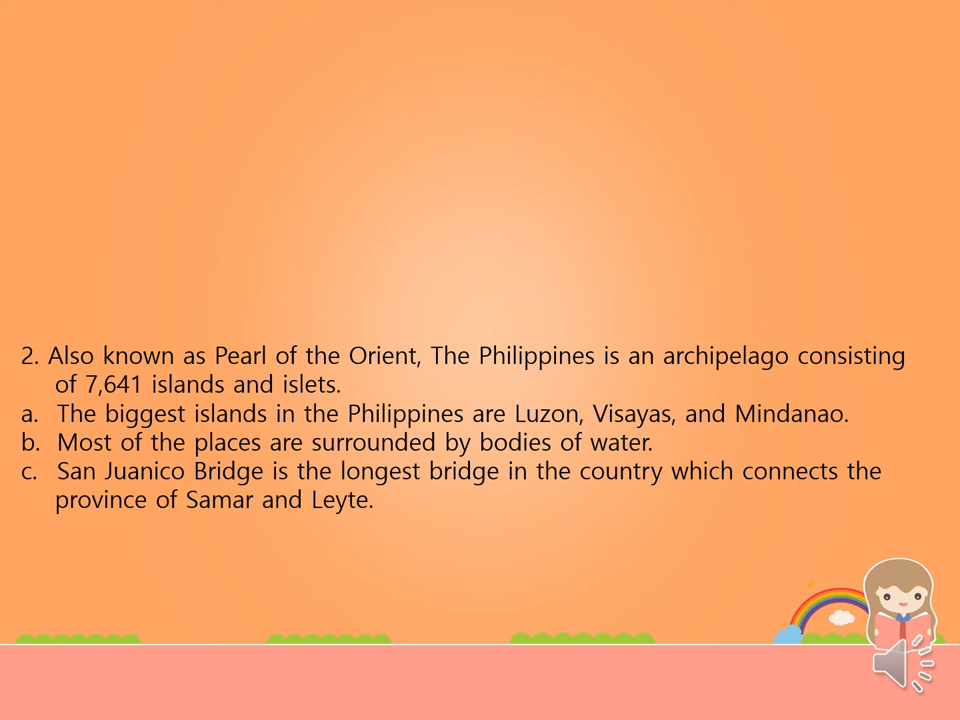 2. Also known as Pearl of the Orient, The Philippines is an archipelago consisting
of 7,641 islands and islets.
a. The biggest islands in the Philippines are Luzon, Visayas, and Mindanao.
b. Most of the places are surrounded by bodies of water.
c. San Juanico Bridge is the longest bridge in the country which connects the
province of Samar and Leyte.